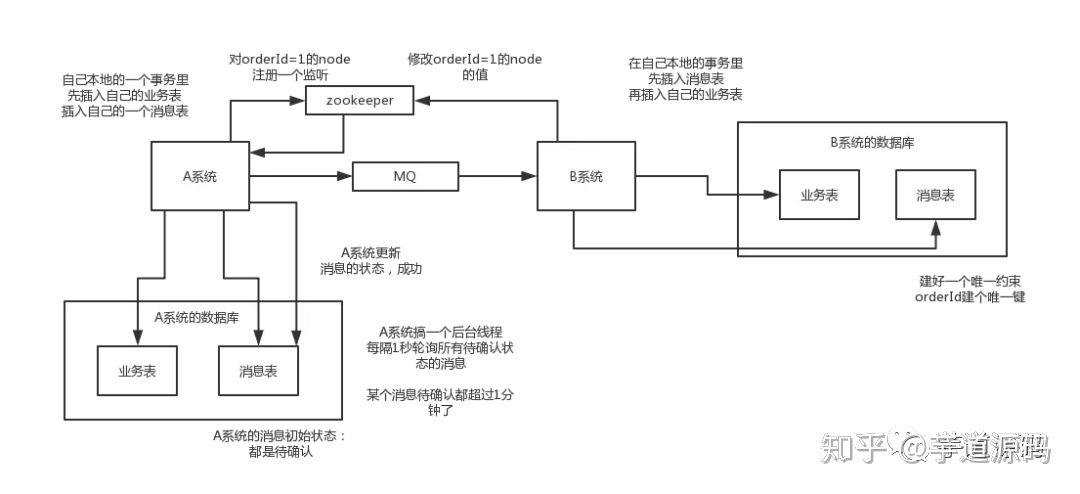 对orderId=1的node
注册一个监听
修改orderId=1的node
的值
自己本地的一个事务里
先插入自己的业务表
插入自己的一个消息表
zookeeper
在自己本地的事务里
先插入消息表
再插入自己的业务表
A系统
MQ
B系统
B系统的数据库
业务表
消息表
A系统更新
消息的状态，成功
建好一个唯一约束
orderId建个唯一键
A系统的数据库
业务表
消息表
A系统搞一个后台线程
每隔1秒轮询所有待确认状
态的消息
某个消息待确认都超过1分
钟了
A系统的消息初始状态：
都是待确认
知乎 @芋道源码